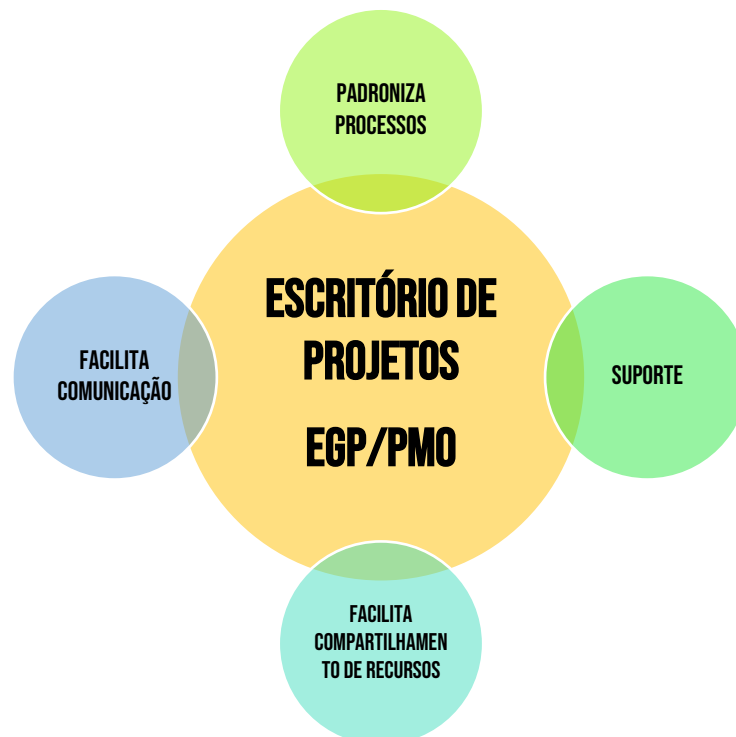 PADRONIZA
PROCESSOS
ESCRITÓRIO DE
PROJETOS
EGP/PMO
FACILITA
COMUNICAÇÃO
SUPORTE
FACILITA
COMPARTILHAMEN
TO DE RECURSOS